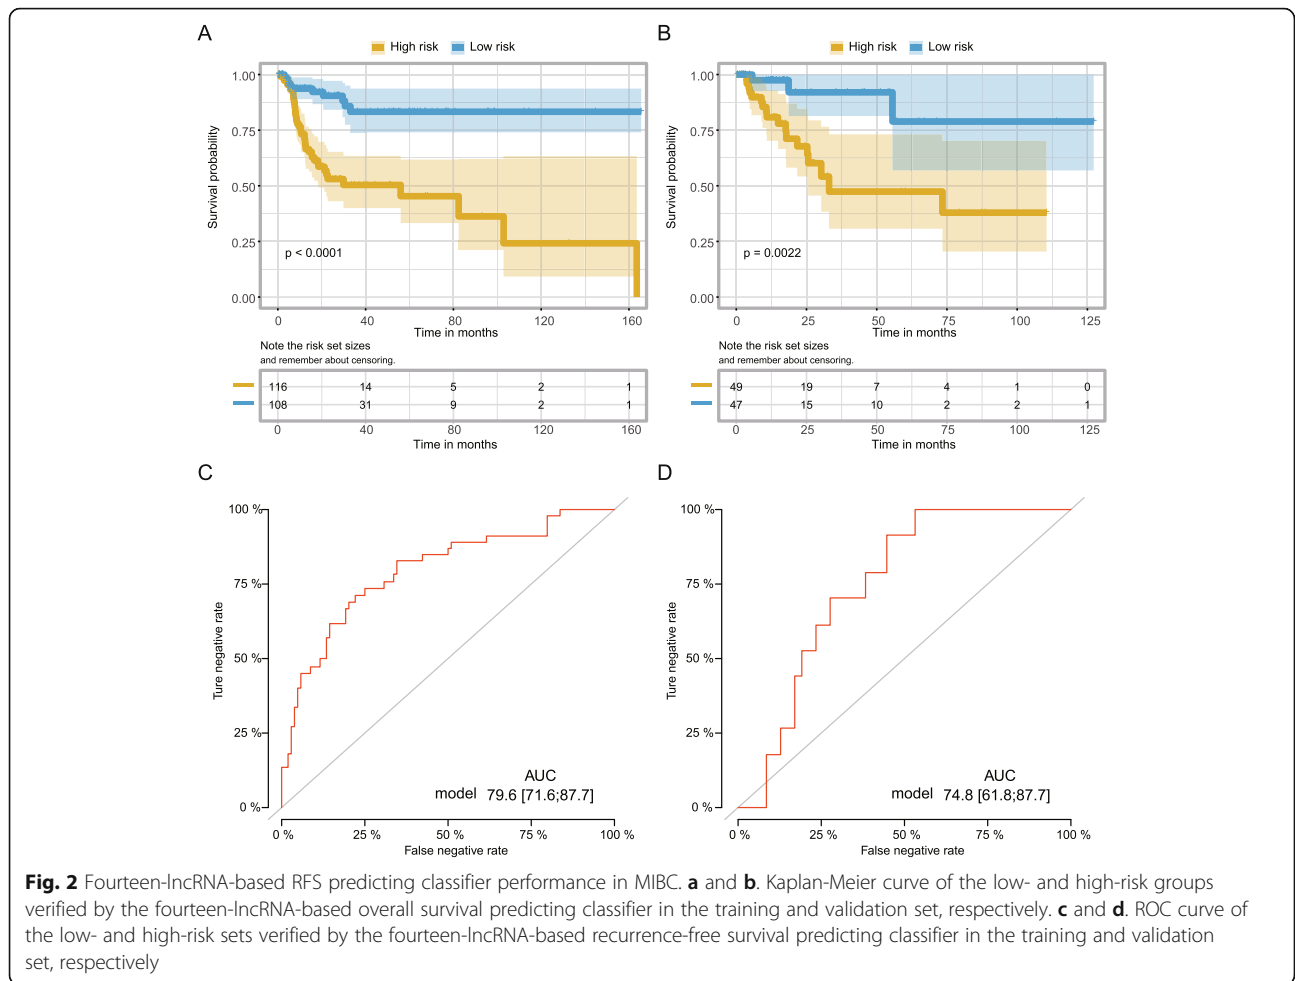 A
High risk
Low risk
1.00
0.75
0.50
0.25
0.00
Survival probability
p < 0.0001
0 40 80 120 160
Time in months
Note the risk set sizes
and remember about censoring.
116 14 5 2 1
108 31 9 2 1
0 40 80 120 160
Time in months
B
High risk
Low risk
1.00
0.75
0.50
0.25
0.00
Survival probability
p = 0.0022
0 25 50 75 100 125
Time in months
Note the risk set sizes
and remember about censoring.
49 19 7 4 1 0
47 15 10 2 2 1
0 25 50 75 100 125
Time in months
C
100 %
75 %
50 %
25 %
0 %
Ture negative rate
AUC
model 79.6 [71.6;87.7]
0 % 25 % 50 % 75 % 100 %
False negative rate
D
100 %
75 %
50 %
25 %
0 %
Ture negative rate
AUC
model 74.8 [61.8;87.7]
0 % 25 % 50 % 75 % 100 %
False negative rate
Fig. 2 Fourteen-lncRNA-based RFS predicting classifier performance in MIBC. a and b. Kaplan-Meier curve of the low- and high-risk groups
verified by the fourteen-lncRNA-based overall survival predicting classifier in the training and validation set, respectively. c and d. ROC curve of
the low- and high-risk sets verified by the fourteen-lncRNA-based recurrence-free survival predicting classifier in the training and validation
set, respectively